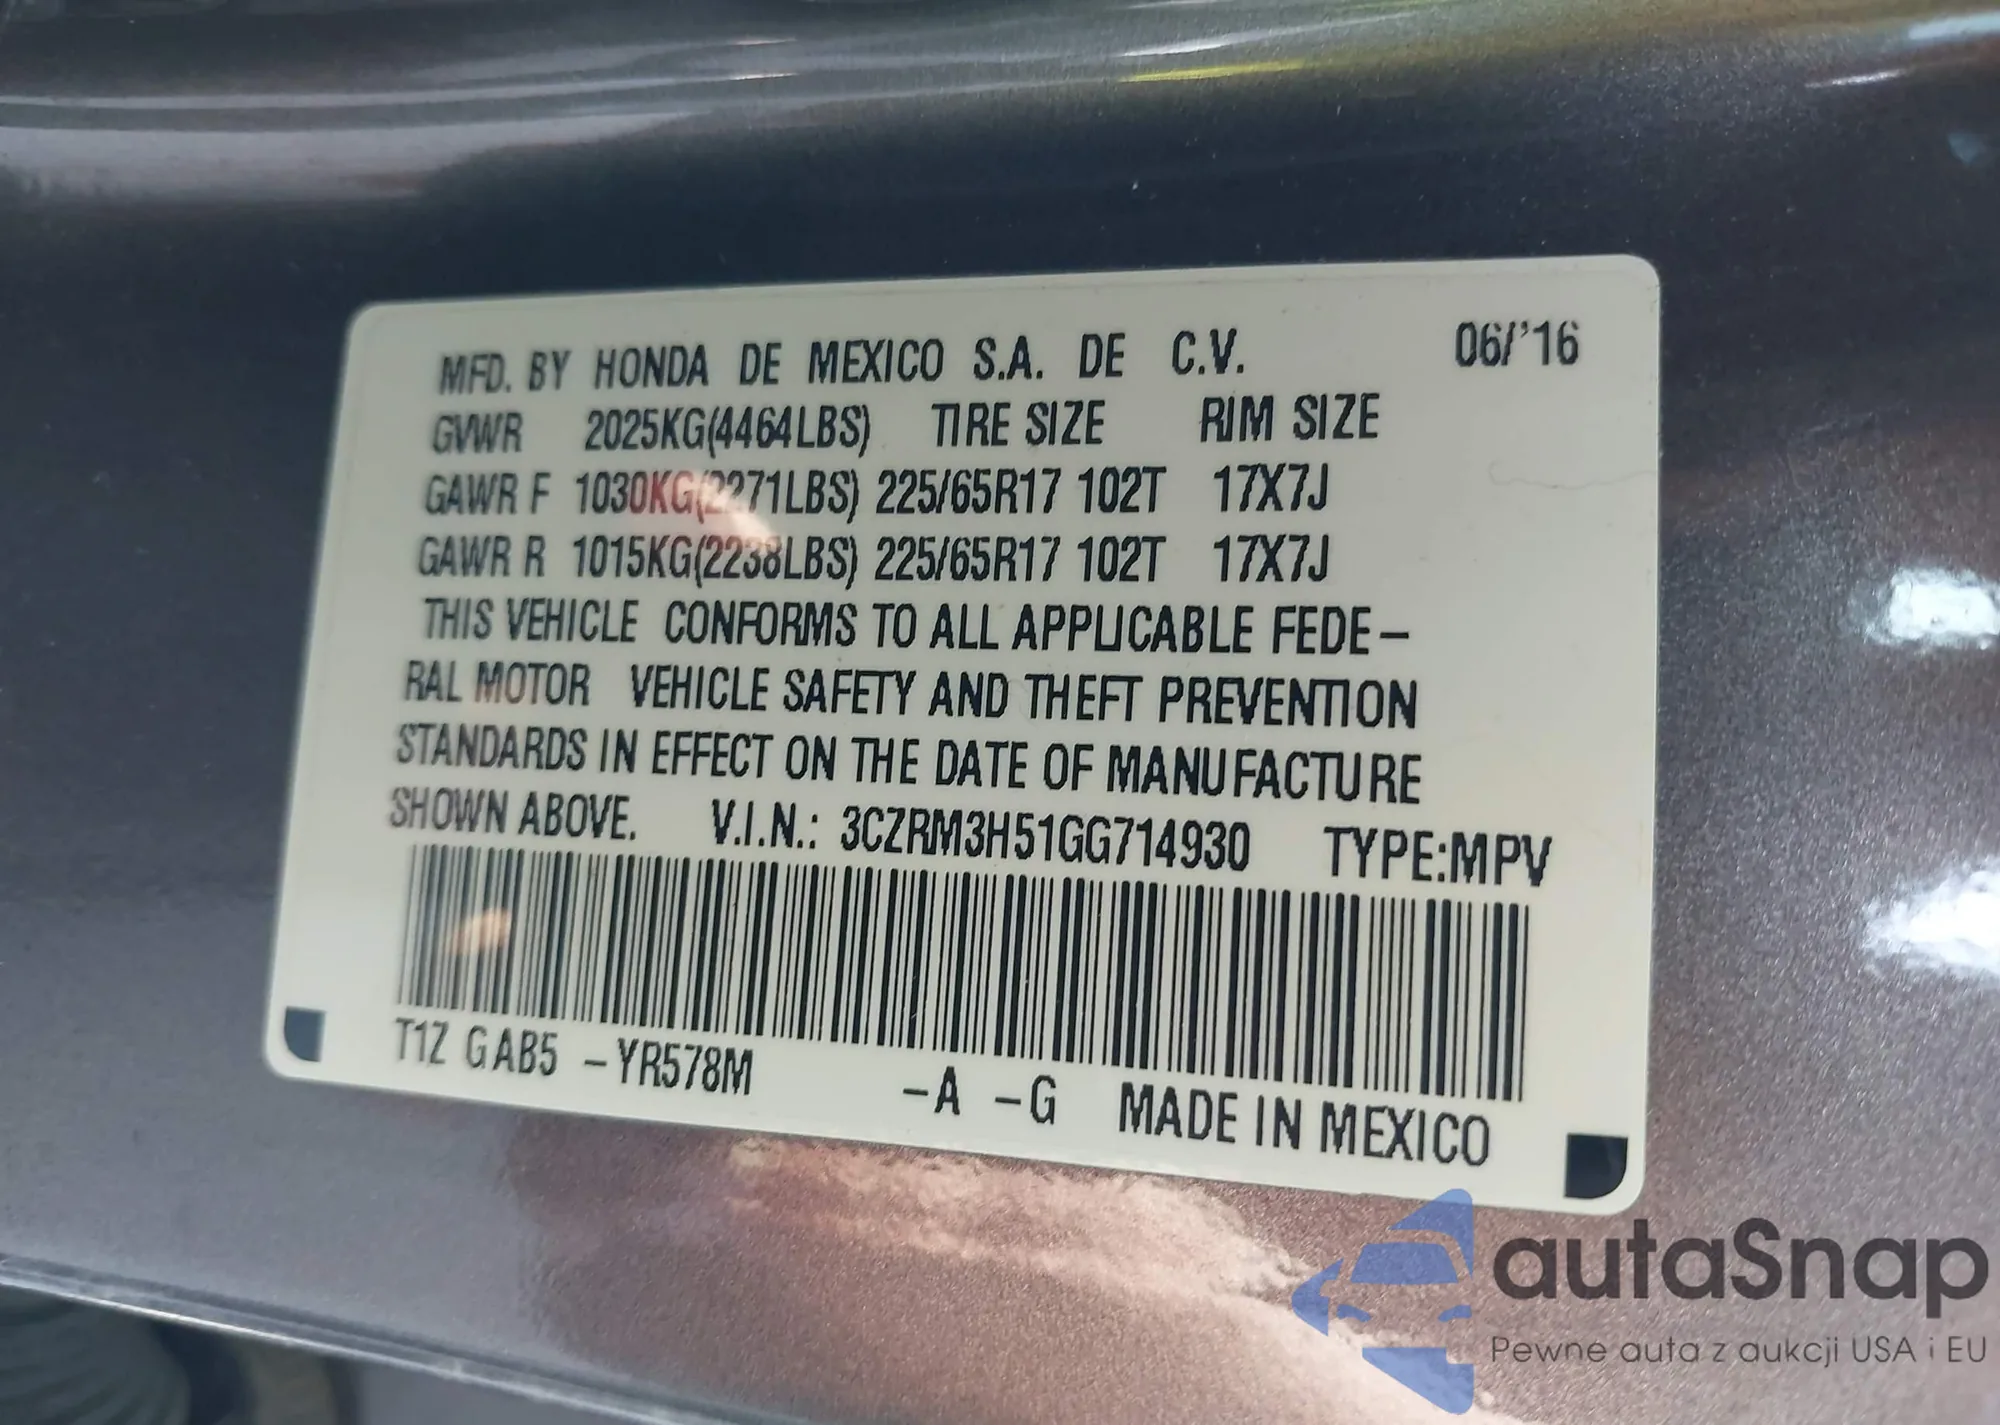 MFD. BY HONDA DE MEXICO S.A. DE C.V. 06/'16
GVWR 2025KG(4464LBS) TIRE SIZE RIM SIZE
GAWR F 1030KG(2271LBS) 225/65R17 102T 17X7J
GAWR R 1015KG(2238LBS) 225/65R17 102T 17X7J
THIS VEHICLE CONFORMS TO ALL APPLICABLE FEDE–
RAL MOTOR VEHICLE SAFETY AND THEFT PREVENTION
STANDARDS IN EFFECT ON THE DATE OF MANUFACTURE
SHOWN ABOVE. V.I.N.: 3CZRM3H51GG714930 TYPE:MPV
T1Z GAB5 –YR578M –A –G MADE IN MEXICO
autaSnap
Pewne auta z aukcji USA i EU